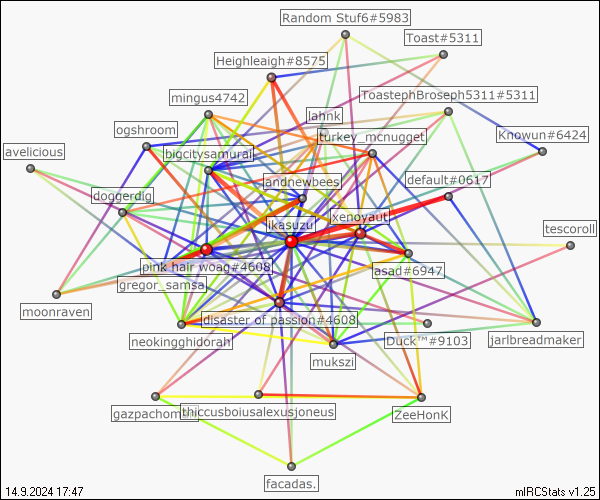 Random Stuf6#5983
Toast#5311
Heighleaigh#8575
ToastephBroseph5311#5311
mingus4742
lahnk
ogshroom
turkey_mcnugget
Knowun#6424
avelicious
bigcitysamurai
andnewbees
default#0617
doggerdig
xenoyaut
ikasuzu
tescoroll
pink hair woag#4608
asad#6947
gregor_samsa
moonraven
disaster of passion#4608
neokingghidorah
Duck™#9103
jarlbreadmaker
mukszi
thiccusboiusalexusjoneus
ZeeHonK
facadas.
14.9.2024 17:47
mIRCStats v1.25